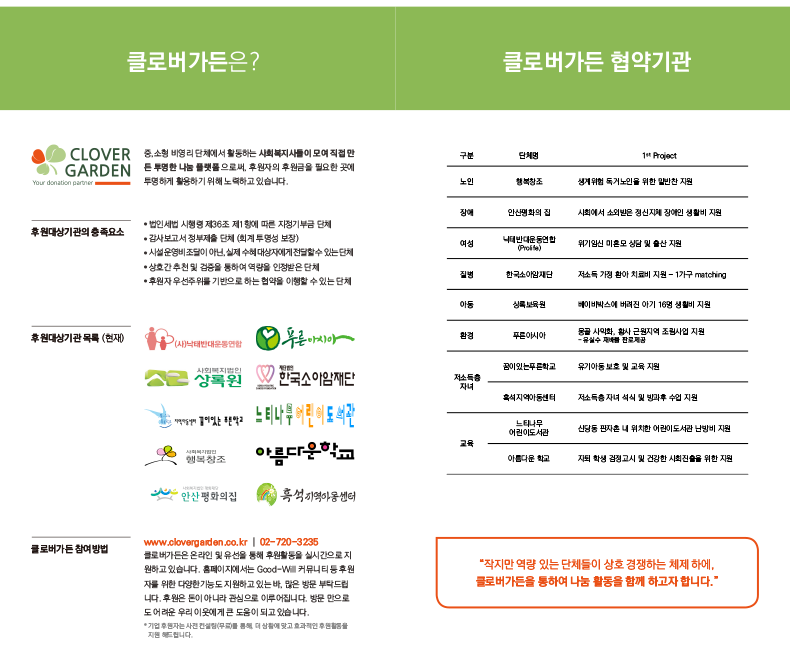 클로버가든은?
CLOVER
GARDEN
Your donation partner
중,소형 비영리 단체에서 활동하는 사회복지사들이 모여 직접 만
든 투명한 나눔 플랫폼으로써, 후원자의 후원금을 필요한 곳에
투명하게 활용하기 위해 노력하고 있습니다.
후원대상기관의 충족요소
• 법인세법 시행령 제36조 제1항에 따른 지정기부금 단체
• 감사보고서 정부제출 단체 (회계 투명성 보장)
• 시설운영비조달이 아닌, 실제 수혜대상자에게전달할수 있는단체
• 상호간 추천 및 검증을 통하여 역량을 인정받은 단체
• 후원자 우선주위를 기반으로 하는 협약을 이행할 수 있는 단체
후원대상기관 목록 (현재)
(사)낙태반대운동연합
푸른아시아
사회복지법인
상록원
한국소아암재단
지역아동센터 꿈이있는 푸른학교
느티나무어린이도서관
사회복지법인
행복창조
아름다운학교
안산평화의집
흑석지역아동센터
클로버가든 참여방법
www.clovergarden.co.kr | 02-720-3235
클로버가든은 온라인 및 유선을 통해 후원활동을 실시간으로 지
원하고 있습니다. 홈페이지에서는 Good-Will 커뮤니티 등 후원
자를 위한 다양한기능도 지원하고 있는 바, 많은 방문 부탁드립
니다. 후원은 돈이 아니라 관심으로 이루어집니다. 방문 만으로
도 어려운 우리 이웃에게 큰 도움이 되고 있습니다.
* 기업 후원자는 사전 컨설팅(무료)를 통해, 더 상황에 맞고 효과적인 후원활동을
지원 해드립니다.
클로버가든 협약기관
구분 단체명 1st Project
노인 행복창조 생계위험 독거노인을 위한 밑반찬 지원
장애 안산평화의 집 사회에서 소외받은 정신지체 장애인 생활비 지원
여성 낙태반대운동연합 위기임신 미혼모 상담 및 출산 지원
(Prolife)
질병 한국소아암재단 저소득 가정 환아 치료비 지원 – 1가구 matching
아동 상록보육원 베이비박스에 버려진 아기 16명 생활비 지원
환경 푸른아시아 몽골 사막화, 황사 근원지역 조림사업 지원
– 유실수 재배를 판로제공
저소득층
자녀
꿈이있는푸른학교 유기아동 보호 및 교육 지원
흑석지역아동센터 저소득층 자녀 석식 및 방과후 수업 지원
교육
느티나무
어린이도서관 신당동 판자촌 내 위치한 어린이도서관 난방비 지원
아름다운 학교 자퇴 학생 검정고시 및 건강한 사회진출을 위한 지원
“작지만 역량 있는 단체들이 상호 경쟁하는 체제 하에,
클로버가든을 통하여 나눔 활동을 함께 하고자 합니다.”